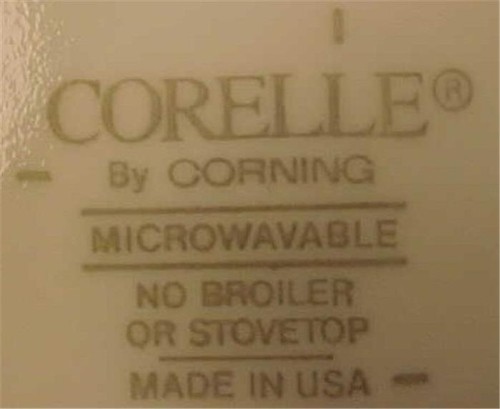 CORELLE®
By CORNING
MICROWAVABLE
NO BROILER
OR STOVETOP
MADE IN USA